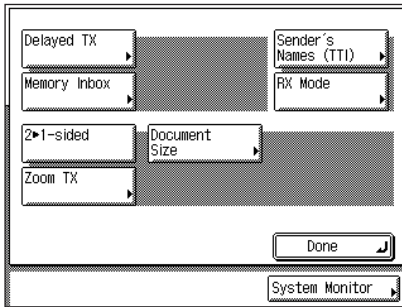 Delayed TX
Sender's
Names (TTI)
Memory Inbox
RX Mode
2▶1-sided
Document
Size
Zoom TX
Done
System Monitor